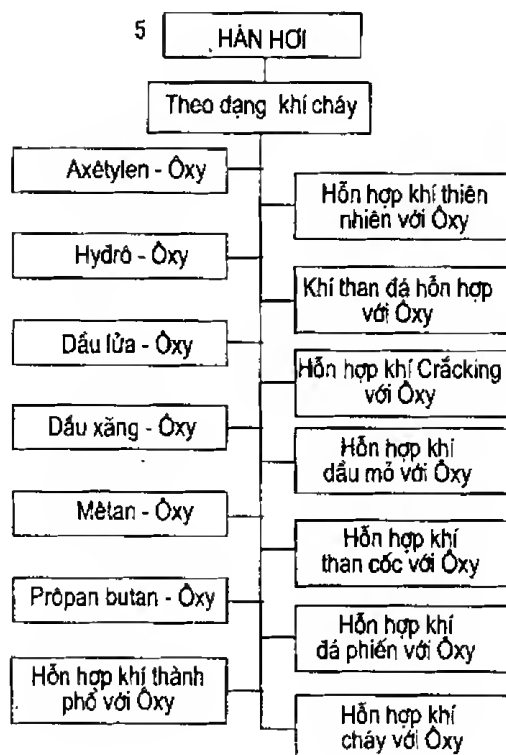 5
HÀN HƠI
Theo dạng khí cháy
Axêtylen - Ôxy
Hydrô - Ôxy
Dầu lửa - Ôxy
Dầu xăng - Ôxy
Mêtan - Ôxy
Prôpan butan - Ôxy
Hỗn hợp khí thành
phố với Ôxy
Hỗn hợp khí thiên
nhiên với Ôxy
Khí than đá hỗn hợp
với Ôxy
Hỗn hợp khí Crắcking
với Ôxy
Hỗn hợp khí
dầu mỏ với Ôxy
Hỗn hợp khí
than cốc với Ôxy
Hỗn hợp khí
đá phiến với Ôxy
Hỗn hợp khí
cháy với Ôxy